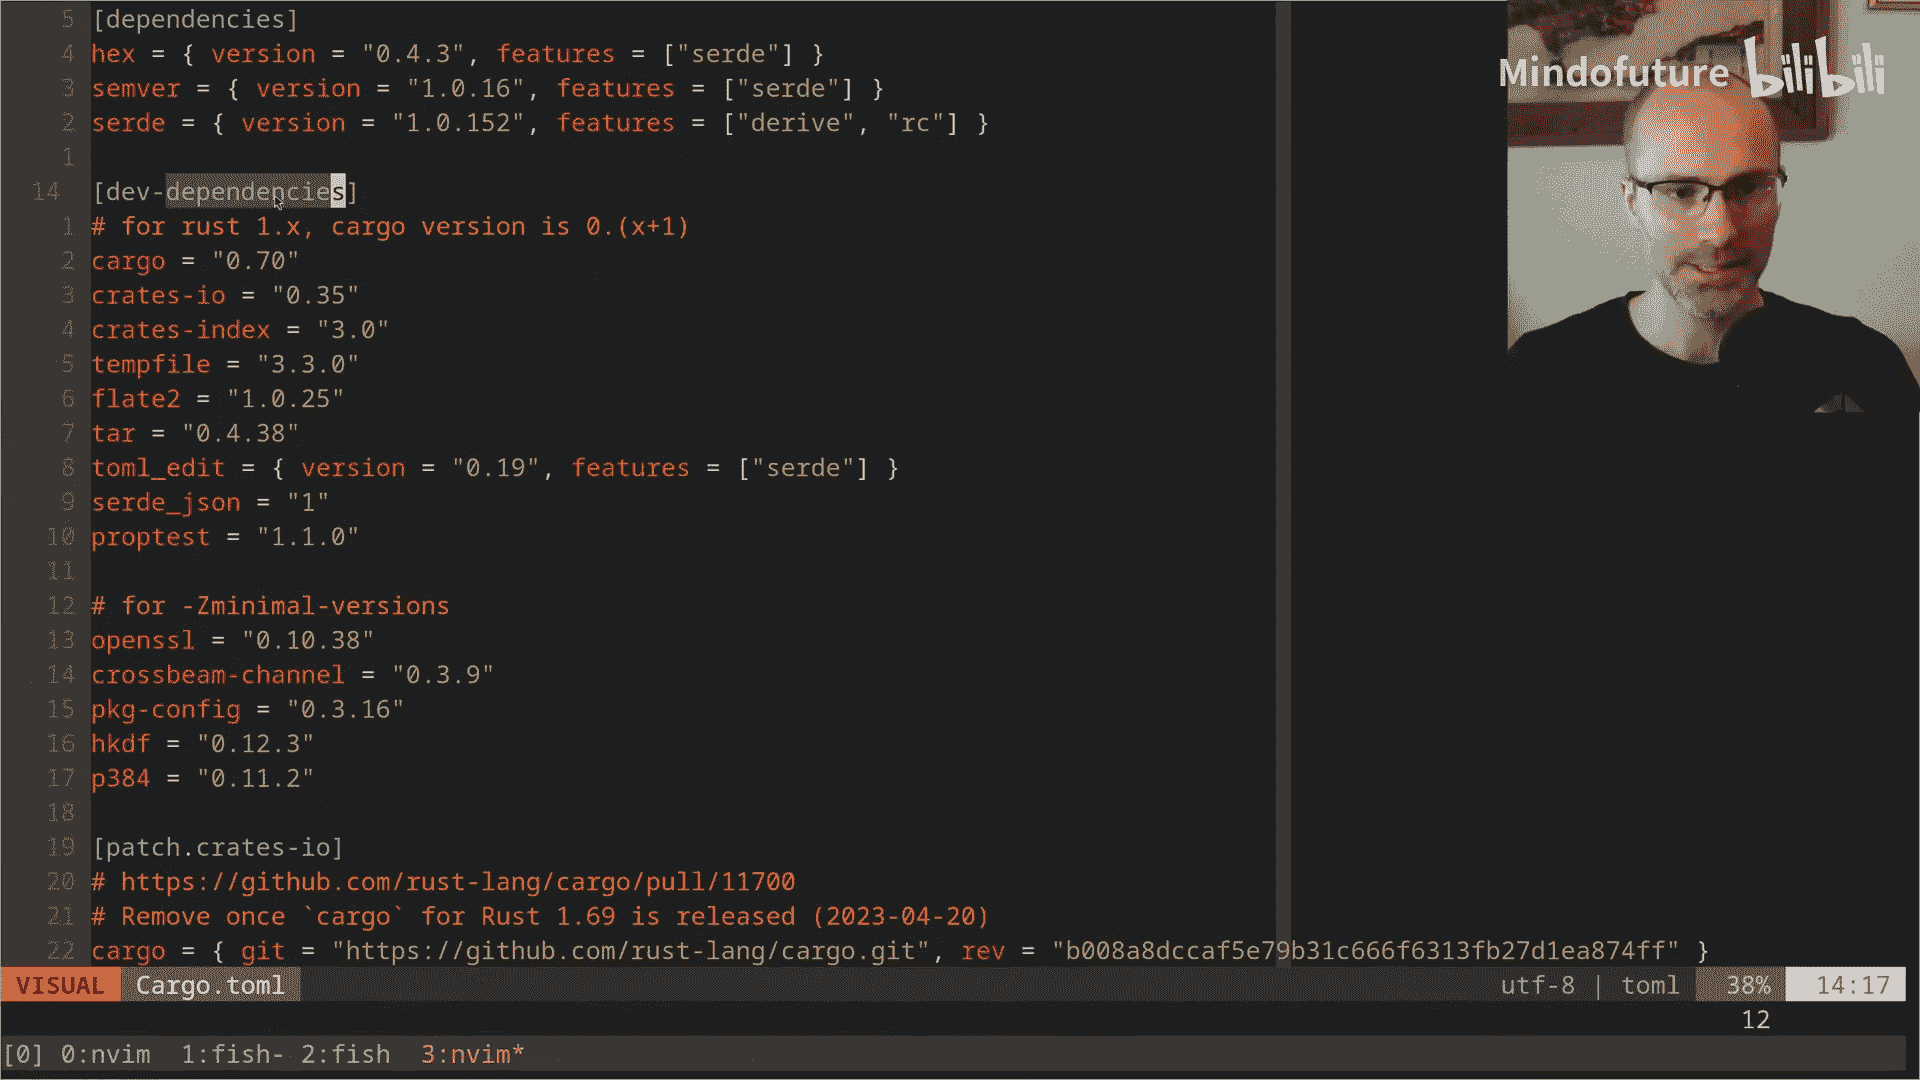 5 [dependencies]
4 hex = { version = "0.4.3", features = ["serde"] }
3 semver = { version = "1.0.16", features = ["serde"] }
2 serde = { version = "1.0.152", features = ["derive", "rc"] }
1
14 [dev-dependencies]
1 # for rust 1.x, cargo version is 0.(x+1)
2 cargo = "0.70"
3 crates-io = "0.35"
4 crates-index = "3.0"
5 tempfile = "3.3.0"
6 flate2 = "1.0.25"
7 tar = "0.4.38"
8 toml_edit = { version = "0.19", features = ["serde"] }
9 serde_json = "1"
10 proptest = "1.1.0"
11
12 # for -Zminimal-versions
13 openssl = "0.10.38"
14 crossbeam-channel = "0.3.9"
15 pkg-config = "0.3.16"
16 hkdf = "0.12.3"
17 p384 = "0.11.2"
18
19 [patch.crates-io]
20 # https://github.com/rust-lang/cargo/pull/11700
21 # Remove once `cargo` for Rust 1.69 is released (2023-04-20)
22 cargo = { git = "https://github.com/rust-lang/cargo.git", rev = "b008a8dccaf5e79b31c666f6313fb27d1ea874ff" }
VISUAL Cargo.toml utf-8 | toml 38% 14:17
12
[0] 0:nvim 1:fish- 2:fish 3:nvim*
Mindofuture bilibili